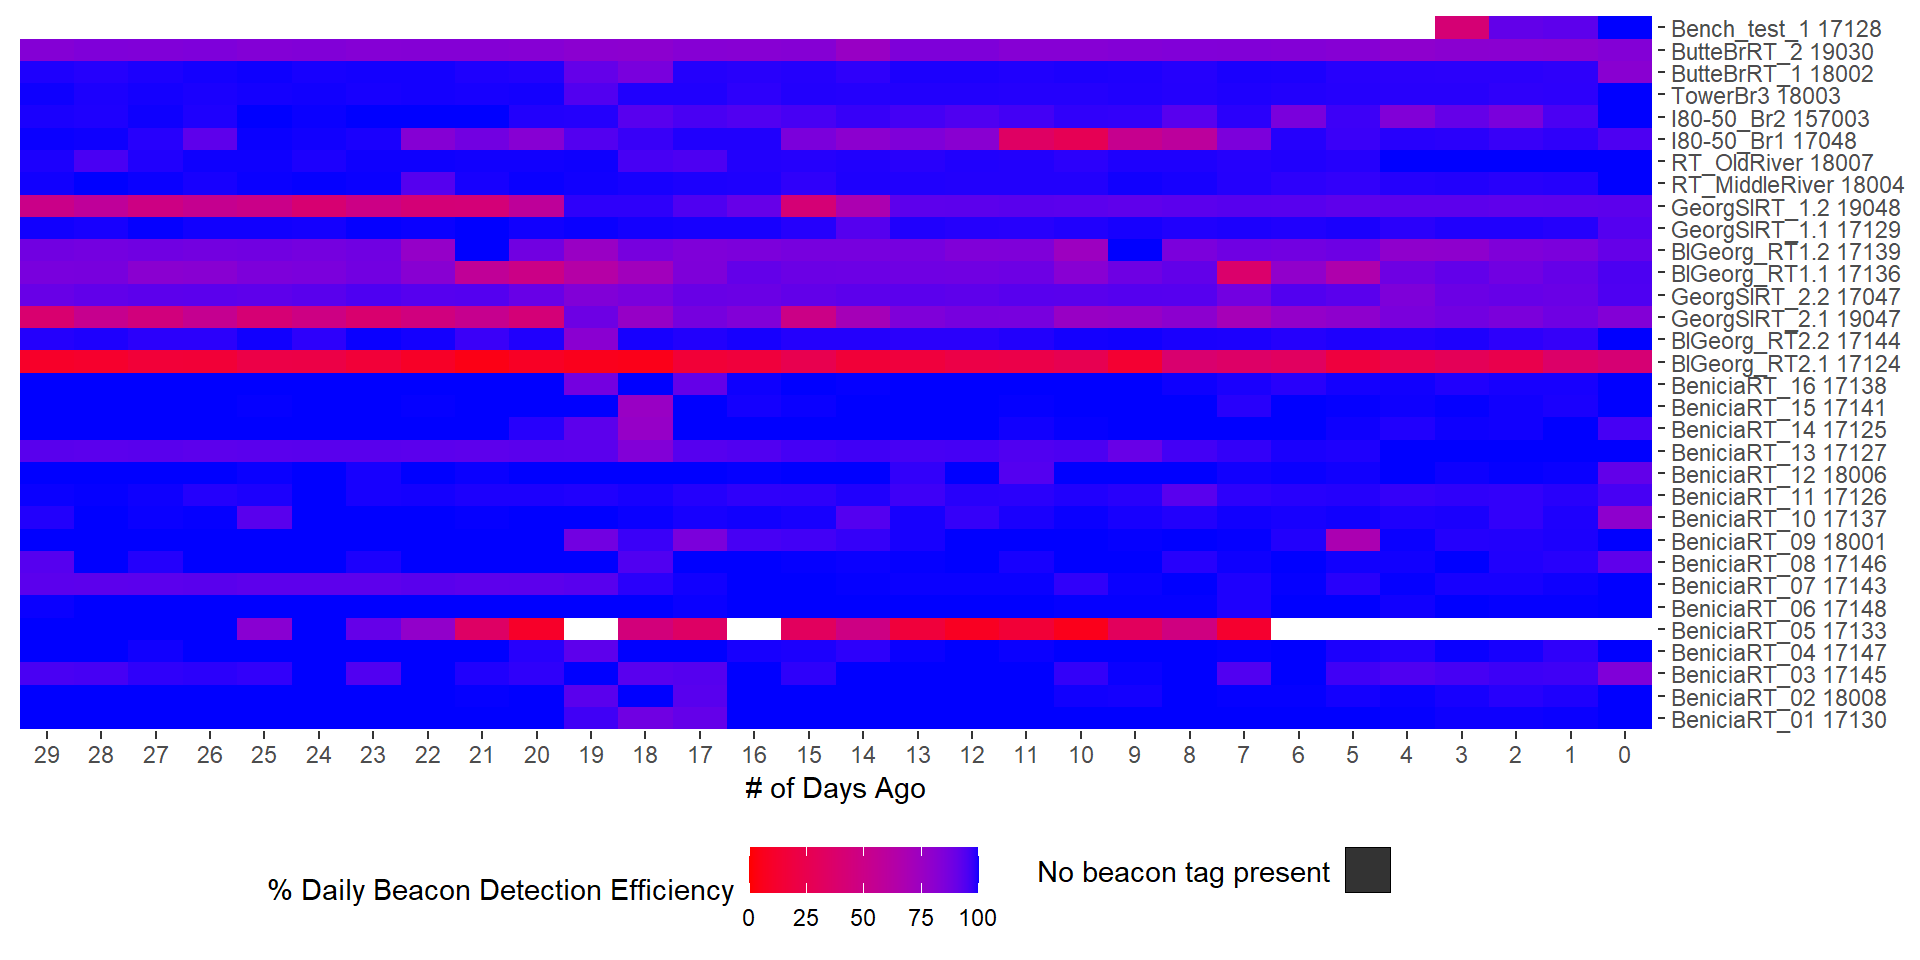 Bench_test_1 17128
ButteBrRT_2 19030
ButteBrRT_1 18002
TowerBr3 18003
I80-50_Br2 157003
I80-50_Br1 17048
RT_OldRiver 18007
RT_MiddleRiver 18004
GeorgSlRT_1.2 19048
GeorgSlRT_1.1 17129
BlGeorg_RT1.2 17139
BlGeorg_RT1.1 17136
GeorgSlRT_2.2 17047
GeorgSlRT_2.1 19047
BlGeorg_RT2.2 17144
BlGeorg_RT2.1 17124
BeniciaRT_16 17138
BeniciaRT_15 17141
BeniciaRT_14 17125
BeniciaRT_13 17127
BeniciaRT_12 18006
BeniciaRT_11 17126
BeniciaRT_10 17137
BeniciaRT_09 18001
BeniciaRT_08 17146
BeniciaRT_07 17143
BeniciaRT_06 17148
BeniciaRT_05 17133
BeniciaRT_04 17147
BeniciaRT_03 17145
BeniciaRT_02 18008
BeniciaRT_01 17130
29 28 27 26 25 24 23 22 21 20 19 18 17 16 15 14 13 12 11 10 9 8 7 6 5 4 3 2 1 0
# of Days Ago
% Daily Beacon Detection Efficiency
0 25 50 75 100
No beacon tag present